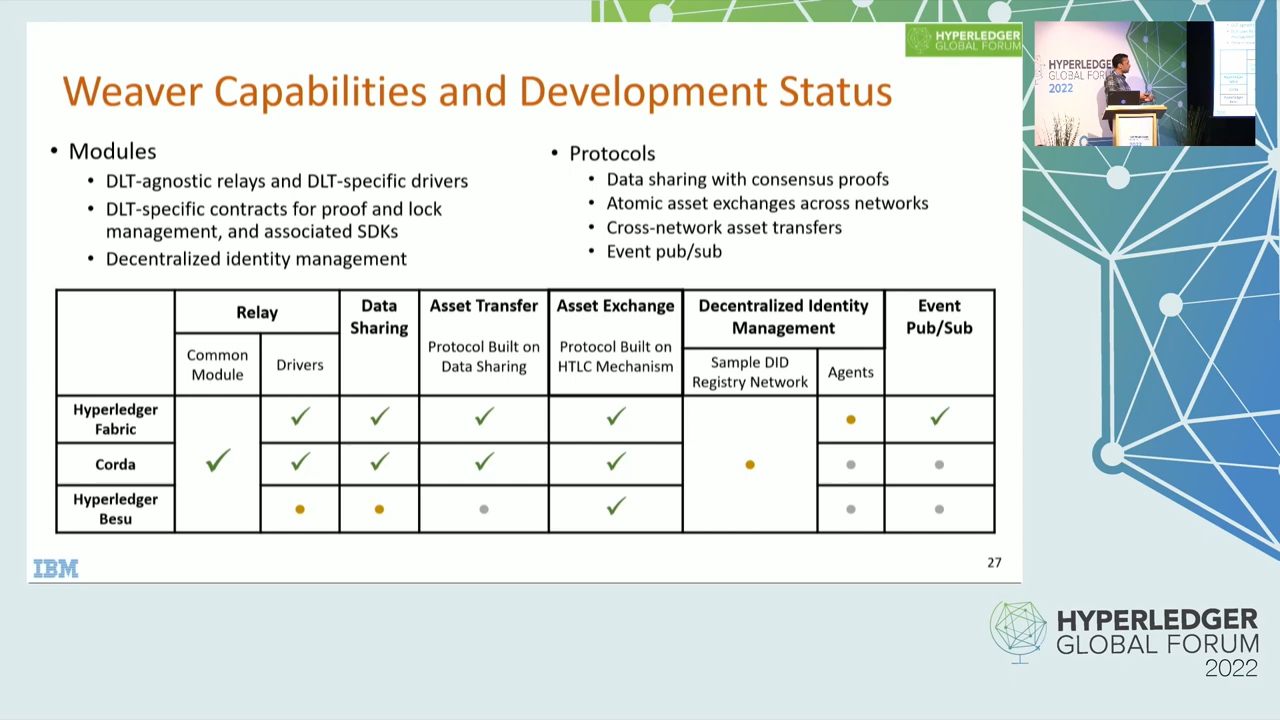 HYPERLEDGER
GLOBAL FORUM
Weaver Capabilities and Development Status
• Modules
• DLT-agnostic relays and DLT-specific drivers
• DLT-specific contracts for proof and lock
management, and associated SDKs
• Decentralized identity management
• Protocols
• Data sharing with consensus proofs
• Atomic asset exchanges across networks
• Cross-network asset transfers
• Event pub/sub
Relay
Common
Module
Drivers
Data
Sharing
Asset Transfer
Protocol Built on
Data Sharing
Asset Exchange
Protocol Built on
HTLC Mechanism
Decentralized Identity
Management
Sample DID
Registry Network
Agents
Event
Pub/Sub
Hyperledger
Fabric
Corda
Hyperledger
Besu
IBM
27
HYPERLEDGER
GLOBAL FORUM
2022
HYPERLEDGER
GLOBAL FORUM
2022